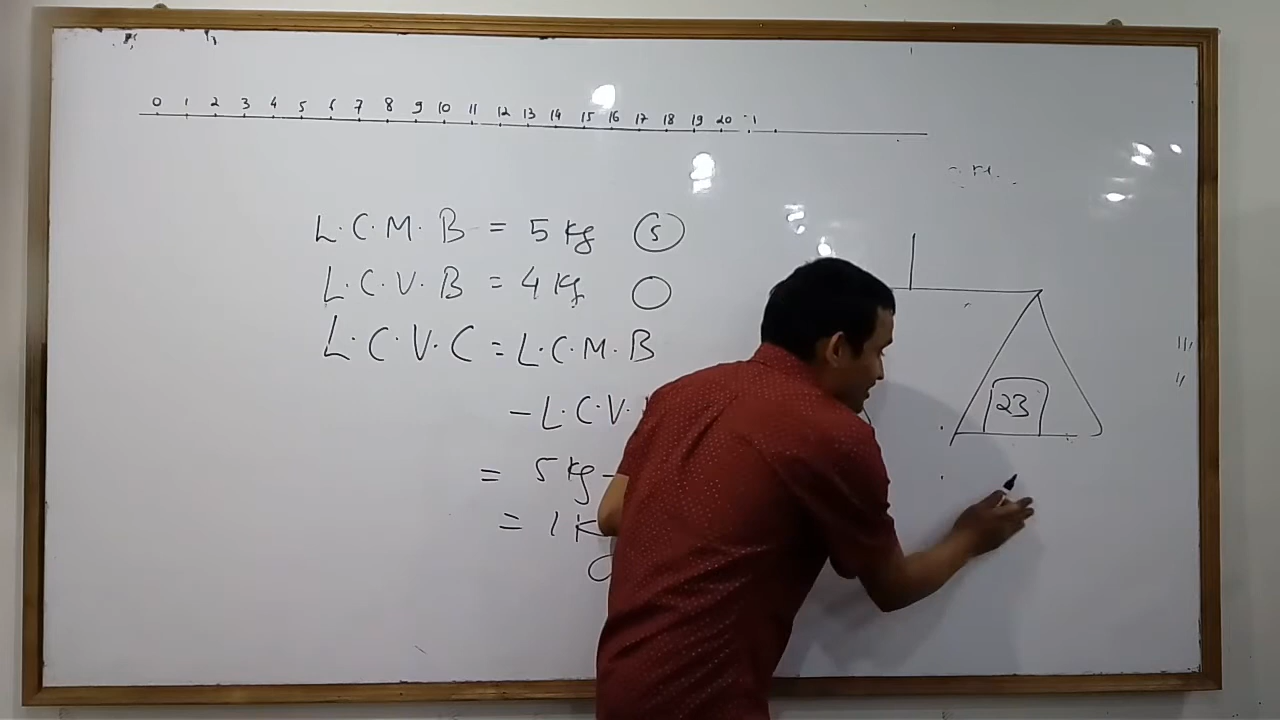 0 1 2 3 4 5 6 7 8 9 10 11 12 13 14 15 16 17 18 19 20
L.C.M.B = 5 kg 5
L.C.V.B = 4 kg
L.C.V.C = L.C.M.B
- L.C.V.
= 5 kg -
= 1 K
23